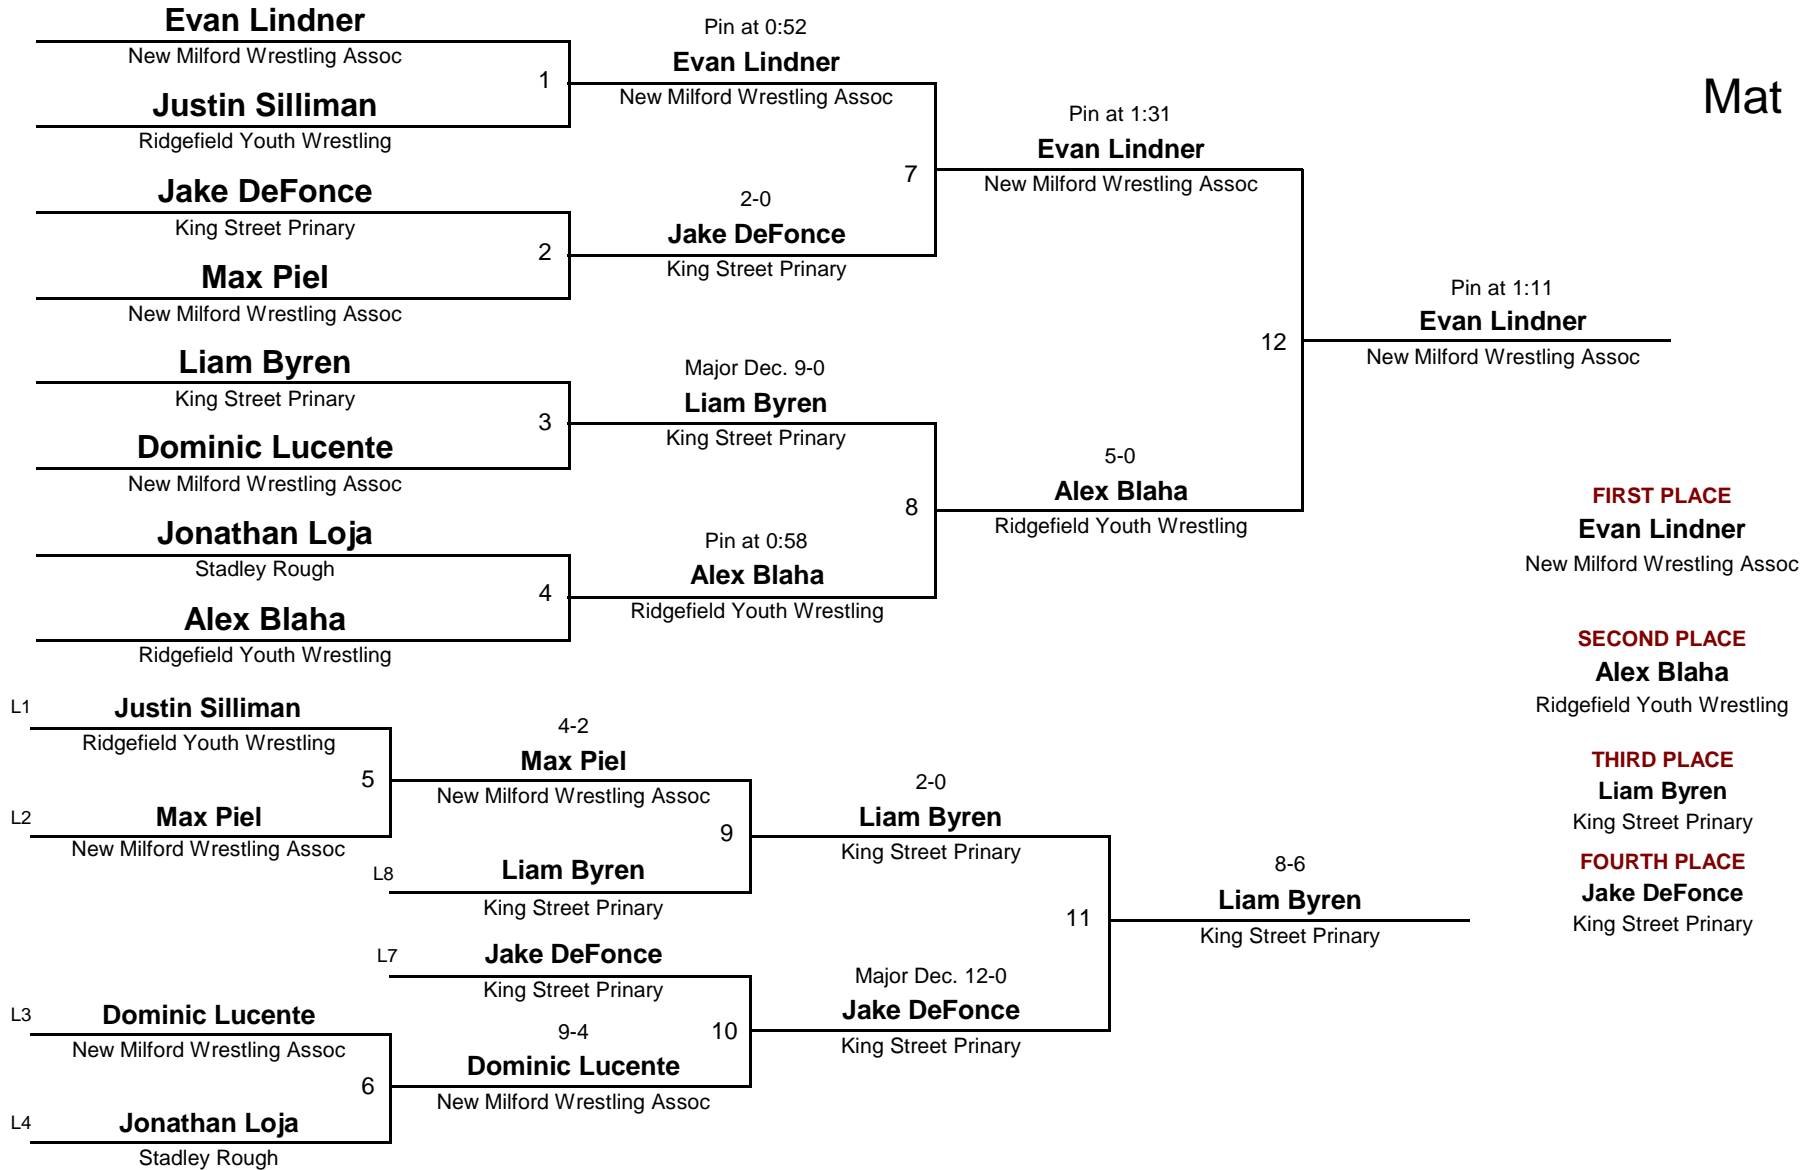 Evan Lindner
New Milford Wrestling Assoc
1
Justin Silliman
Ridgefield Youth Wrestling
Jake DeFonce
King Street Prinary
2
Max Piel
New Milford Wrestling Assoc
Liam Byren
King Street Prinary
3
Dominic Lucente
New Milford Wrestling Assoc
Jonathan Loja
Stadley Rough
4
Alex Blaha
Ridgefield Youth Wrestling
Pin at 0:52
Evan Lindner
New Milford Wrestling Assoc
7
2-0
Jake DeFonce
King Street Prinary
Major Dec. 9-0
Liam Byren
King Street Prinary
8
Pin at 0:58
Alex Blaha
Ridgefield Youth Wrestling
Pin at 1:31
Evan Lindner
New Milford Wrestling Assoc
12
5-0
Alex Blaha
Ridgefield Youth Wrestling
Pin at 1:11
Evan Lindner
New Milford Wrestling Assoc
Mat
L1
Justin Silliman
Ridgefield Youth Wrestling
5
L2
Max Piel
New Milford Wrestling Assoc
L3
Dominic Lucente
New Milford Wrestling Assoc
6
L4
Jonathan Loja
Stadley Rough
4-2
Max Piel
New Milford Wrestling Assoc
9
L8
Liam Byren
King Street Prinary
L7
Jake DeFonce
King Street Prinary
10
9-4
Dominic Lucente
New Milford Wrestling Assoc
2-0
Liam Byren
King Street Prinary
11
Major Dec. 12-0
Jake DeFonce
King Street Prinary
8-6
Liam Byren
King Street Prinary
FIRST PLACE
Evan Lindner
New Milford Wrestling Assoc
SECOND PLACE
Alex Blaha
Ridgefield Youth Wrestling
THIRD PLACE
Liam Byren
King Street Prinary
FOURTH PLACE
Jake DeFonce
King Street Prinary